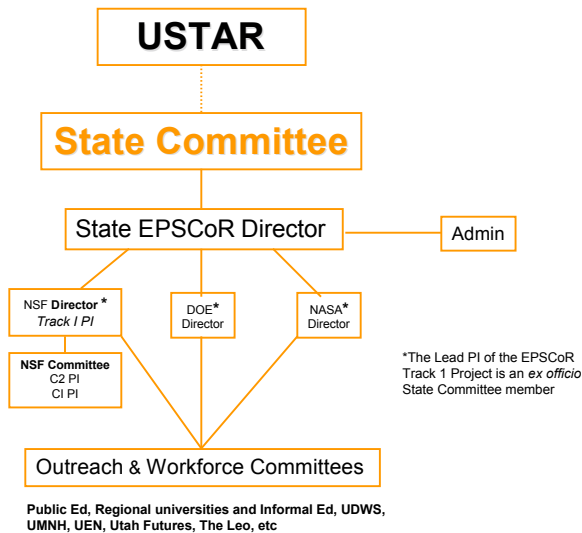 USTAR
State Committee
State EPSCoR Director
Admin
NSF Director *
Track I PI
DOE*
Director
NASA*
Director
NSF Committee
C2 PI
CI PI
*The Lead PI of the EPSCoR
Track 1 Project is an ex officio
State Committee member
Outreach & Workforce Committees
Public Ed, Regional universities and Informal Ed, UDWS,
UMNH, UEN, Utah Futures, The Leo, etc